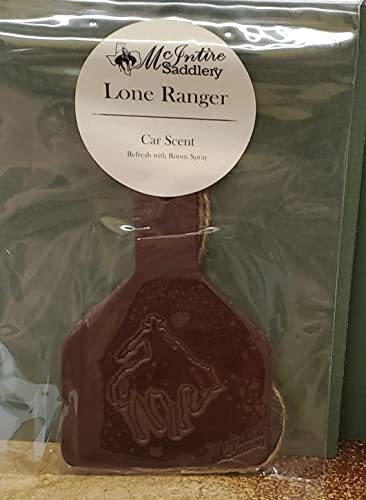 McIntire
Saddlery
Lone Ranger
Car Scent
Refresh with Room Spray